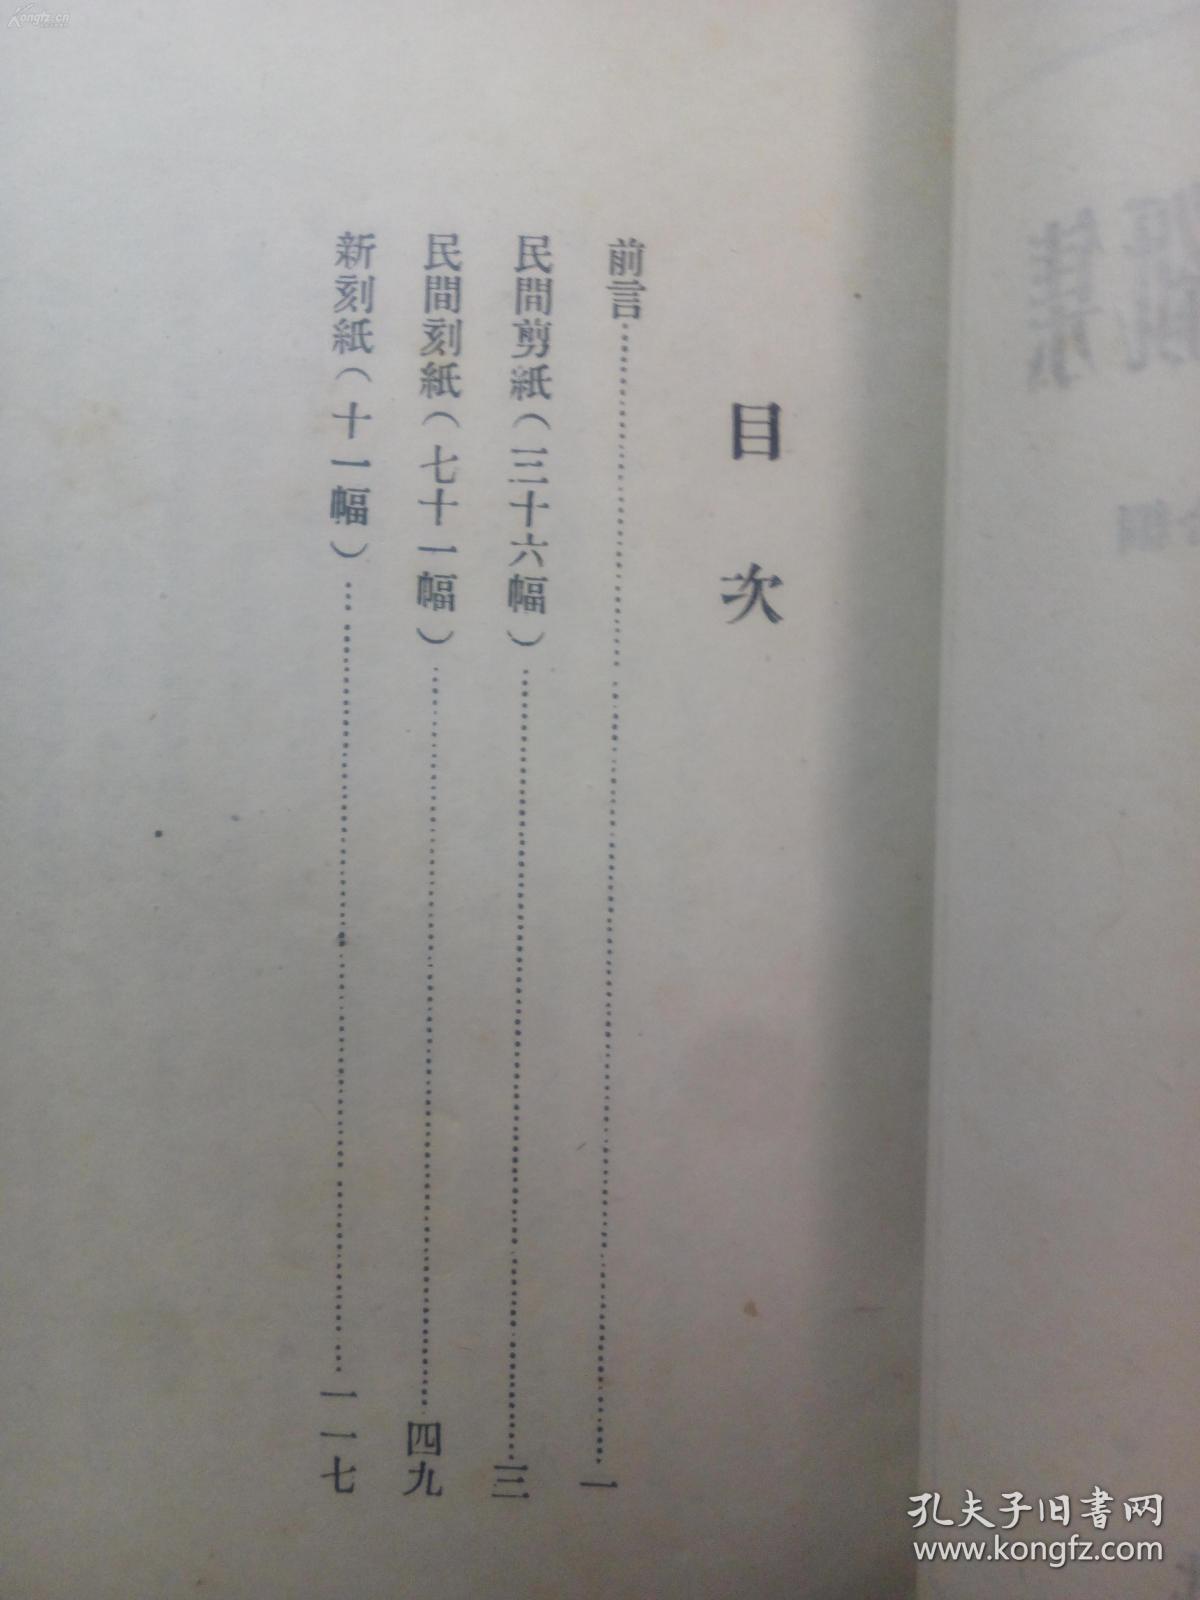 目次
前言……一
民間剪紙（三十六幅）……三
民間刻紙（七十一幅）……四九
新刻紙（十一幅）……一一七
孔夫子旧书网
www.kongfz.com
Kongfz.cn